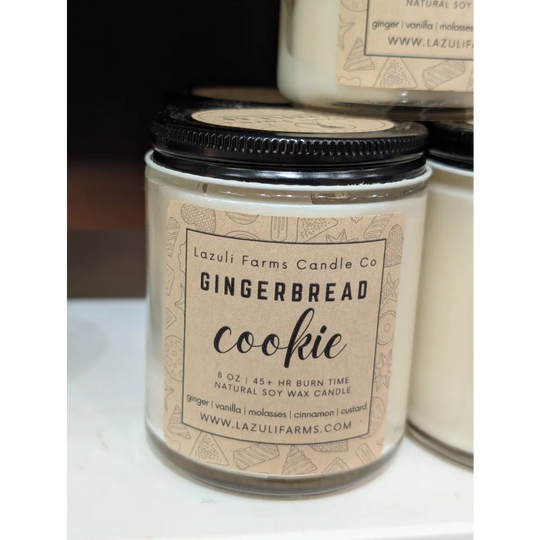 NATURAL SOY
ginger | vanilla | molasses
WWW.LAZULIFA
Lazuli Farms Candle Co
GINGERBREAD
cookie
8 OZ | 45+ HR BURN TIME
NATURAL SOY WAX CANDLE
ginger | vanilla | molasses | cinnamon | custard
WWW.LAZULIFARMS.COM